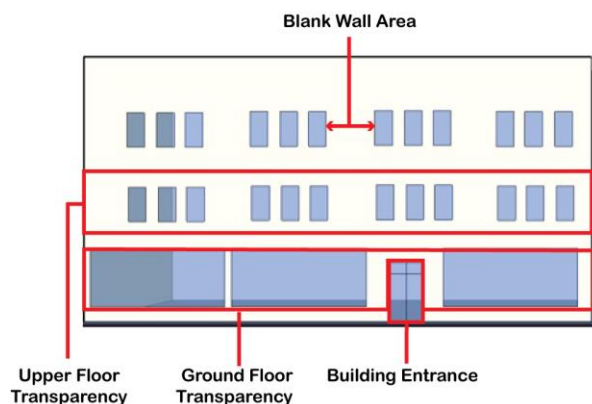 Blank Wall Area
Upper Floor
Transparency
Ground Floor
Transparency
Building Entrance